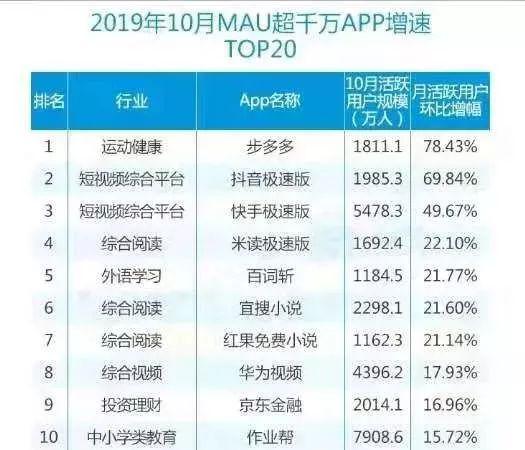 2019年10月MAU超千万APP增速
TOP20
排名 行业 App名称 10月活跃用户规模（万人） 月活跃用户环比增幅
1 运动健康 步多多 1811.1 78.43%
2 短视频综合平台 抖音极速版 1985.3 69.84%
3 短视频综合平台 快手极速版 5478.3 49.67%
4 综合阅读 米读极速版 1692.4 22.10%
5 外语学习 百词斩 1184.5 21.77%
6 综合阅读 宜搜小说 2298.1 21.60%
7 综合阅读 红果免费小说 1162.3 21.14%
8 综合视频 华为视频 4396.2 17.93%
9 投资理财 京东金融 2014.1 16.96%
10 中小学类教育 作业帮 7908.6 15.72%